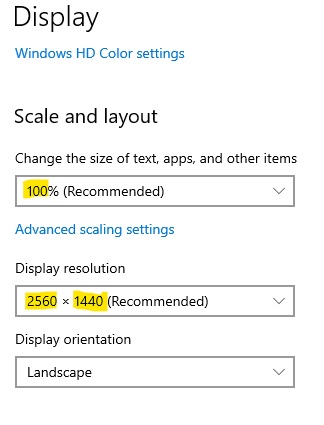 Display
Windows HD Color settings
Scale and layout
Change the size of text, apps, and other items
100% (Recommended)
Advanced scaling settings
Display resolution
2560 × 1440 (Recommended)
Display orientation
Landscape